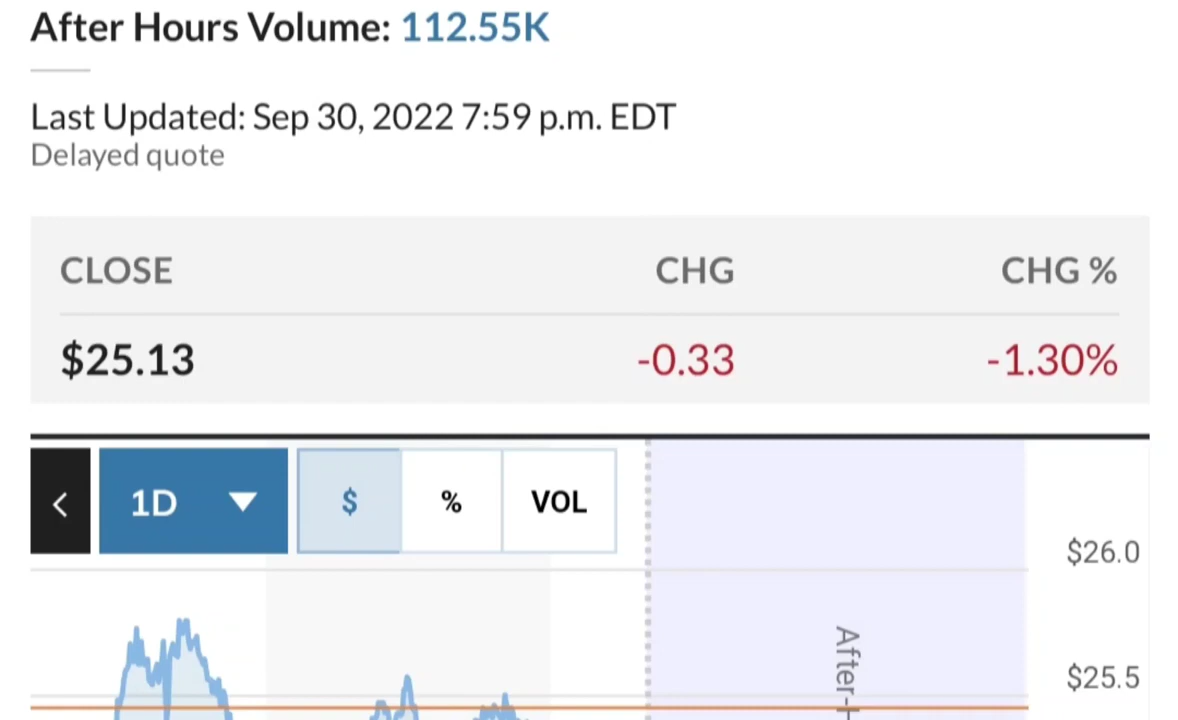 After Hours Volume: 112.55K
Last Updated: Sep 30, 2022 7:59 p.m. EDT
Delayed quote
CLOSE CHG CHG %
$25.13 -0.33 -1.30%
1D $ % VOL
$26.0
$25.5
After-